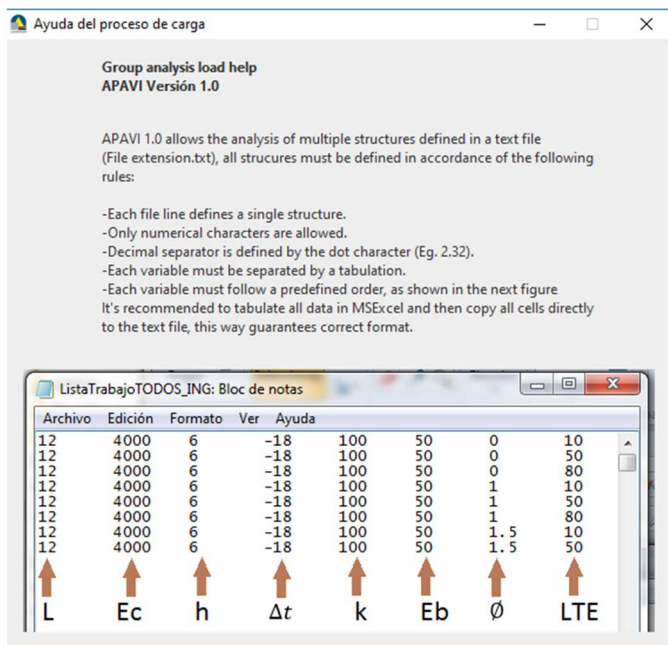 Ayuda del proceso de carga
Group analysis load help
APAVI Versión 1.0
APAVI 1.0 allows the analysis of multiple structures defined in a text file
(File extension.txt), all strucures must be defined in accordance of the following
rules:
-Each file line defines a single structure.
-Only numerical characters are allowed.
-Decimal separator is defined by the dot character (Eg. 2.32).
-Each variable must be separated by a tabulation.
-Each variable must follow a predefined order, as shown in the next figure
It's recommended to tabulate all data in MSExcel and then copy all cells directly
to the text file, this way guarantees correct format.
ListaTrabajoTODOS_ING: Bloc de notas
Archivo Edición Formato Ver Ayuda
12 4000 6 -18 100 50 0 10
12 4000 6 -18 100 50 0 50
12 4000 6 -18 100 50 0 80
12 4000 6 -18 100 50 1 10
12 4000 6 -18 100 50 1 50
12 4000 6 -18 100 50 1 80
12 4000 6 -18 100 50 1.5 10
12 4000 6 -18 100 50 1.5 50
L Ec h Δt k Eb Ø LTE